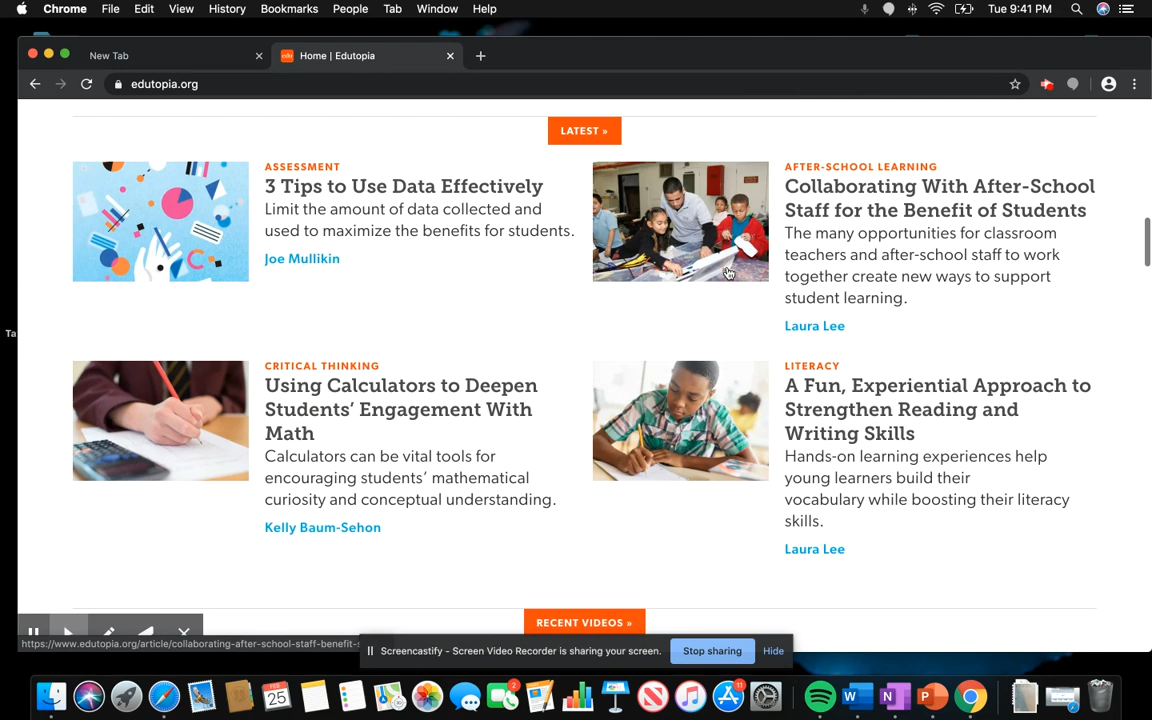 Chrome File Edit View History Bookmarks People Tab Window Help Tue 9:41 PM
New Tab edu Home | Edutopia
edutopia.org
LATEST »
ASSESSMENT
3 Tips to Use Data Effectively
Limit the amount of data collected and
used to maximize the benefits for students.
Joe Mullikin
AFTER-SCHOOL LEARNING
Collaborating With After-School
Staff for the Benefit of Students
The many opportunities for classroom
teachers and after-school staff to work
together create new ways to support
student learning.
Laura Lee
Ta
CRITICAL THINKING
Using Calculators to Deepen
Students’ Engagement With
Math
Calculators can be vital tools for
encouraging students’ mathematical
curiosity and conceptual understanding.
Kelly Baum-Sehon
LITERACY
A Fun, Experiential Approach to
Strengthen Reading and
Writing Skills
Hands-on learning experiences help
young learners build their
vocabulary while boosting their literacy
skills.
Laura Lee
RECENT VIDEOS »
https://www.edutopia.org/article/collaborating-after-school-staff-benefit-s
Screencastify - Screen Video Recorder is sharing your screen. Stop sharing Hide
FEB
25
2
11
W
N
P